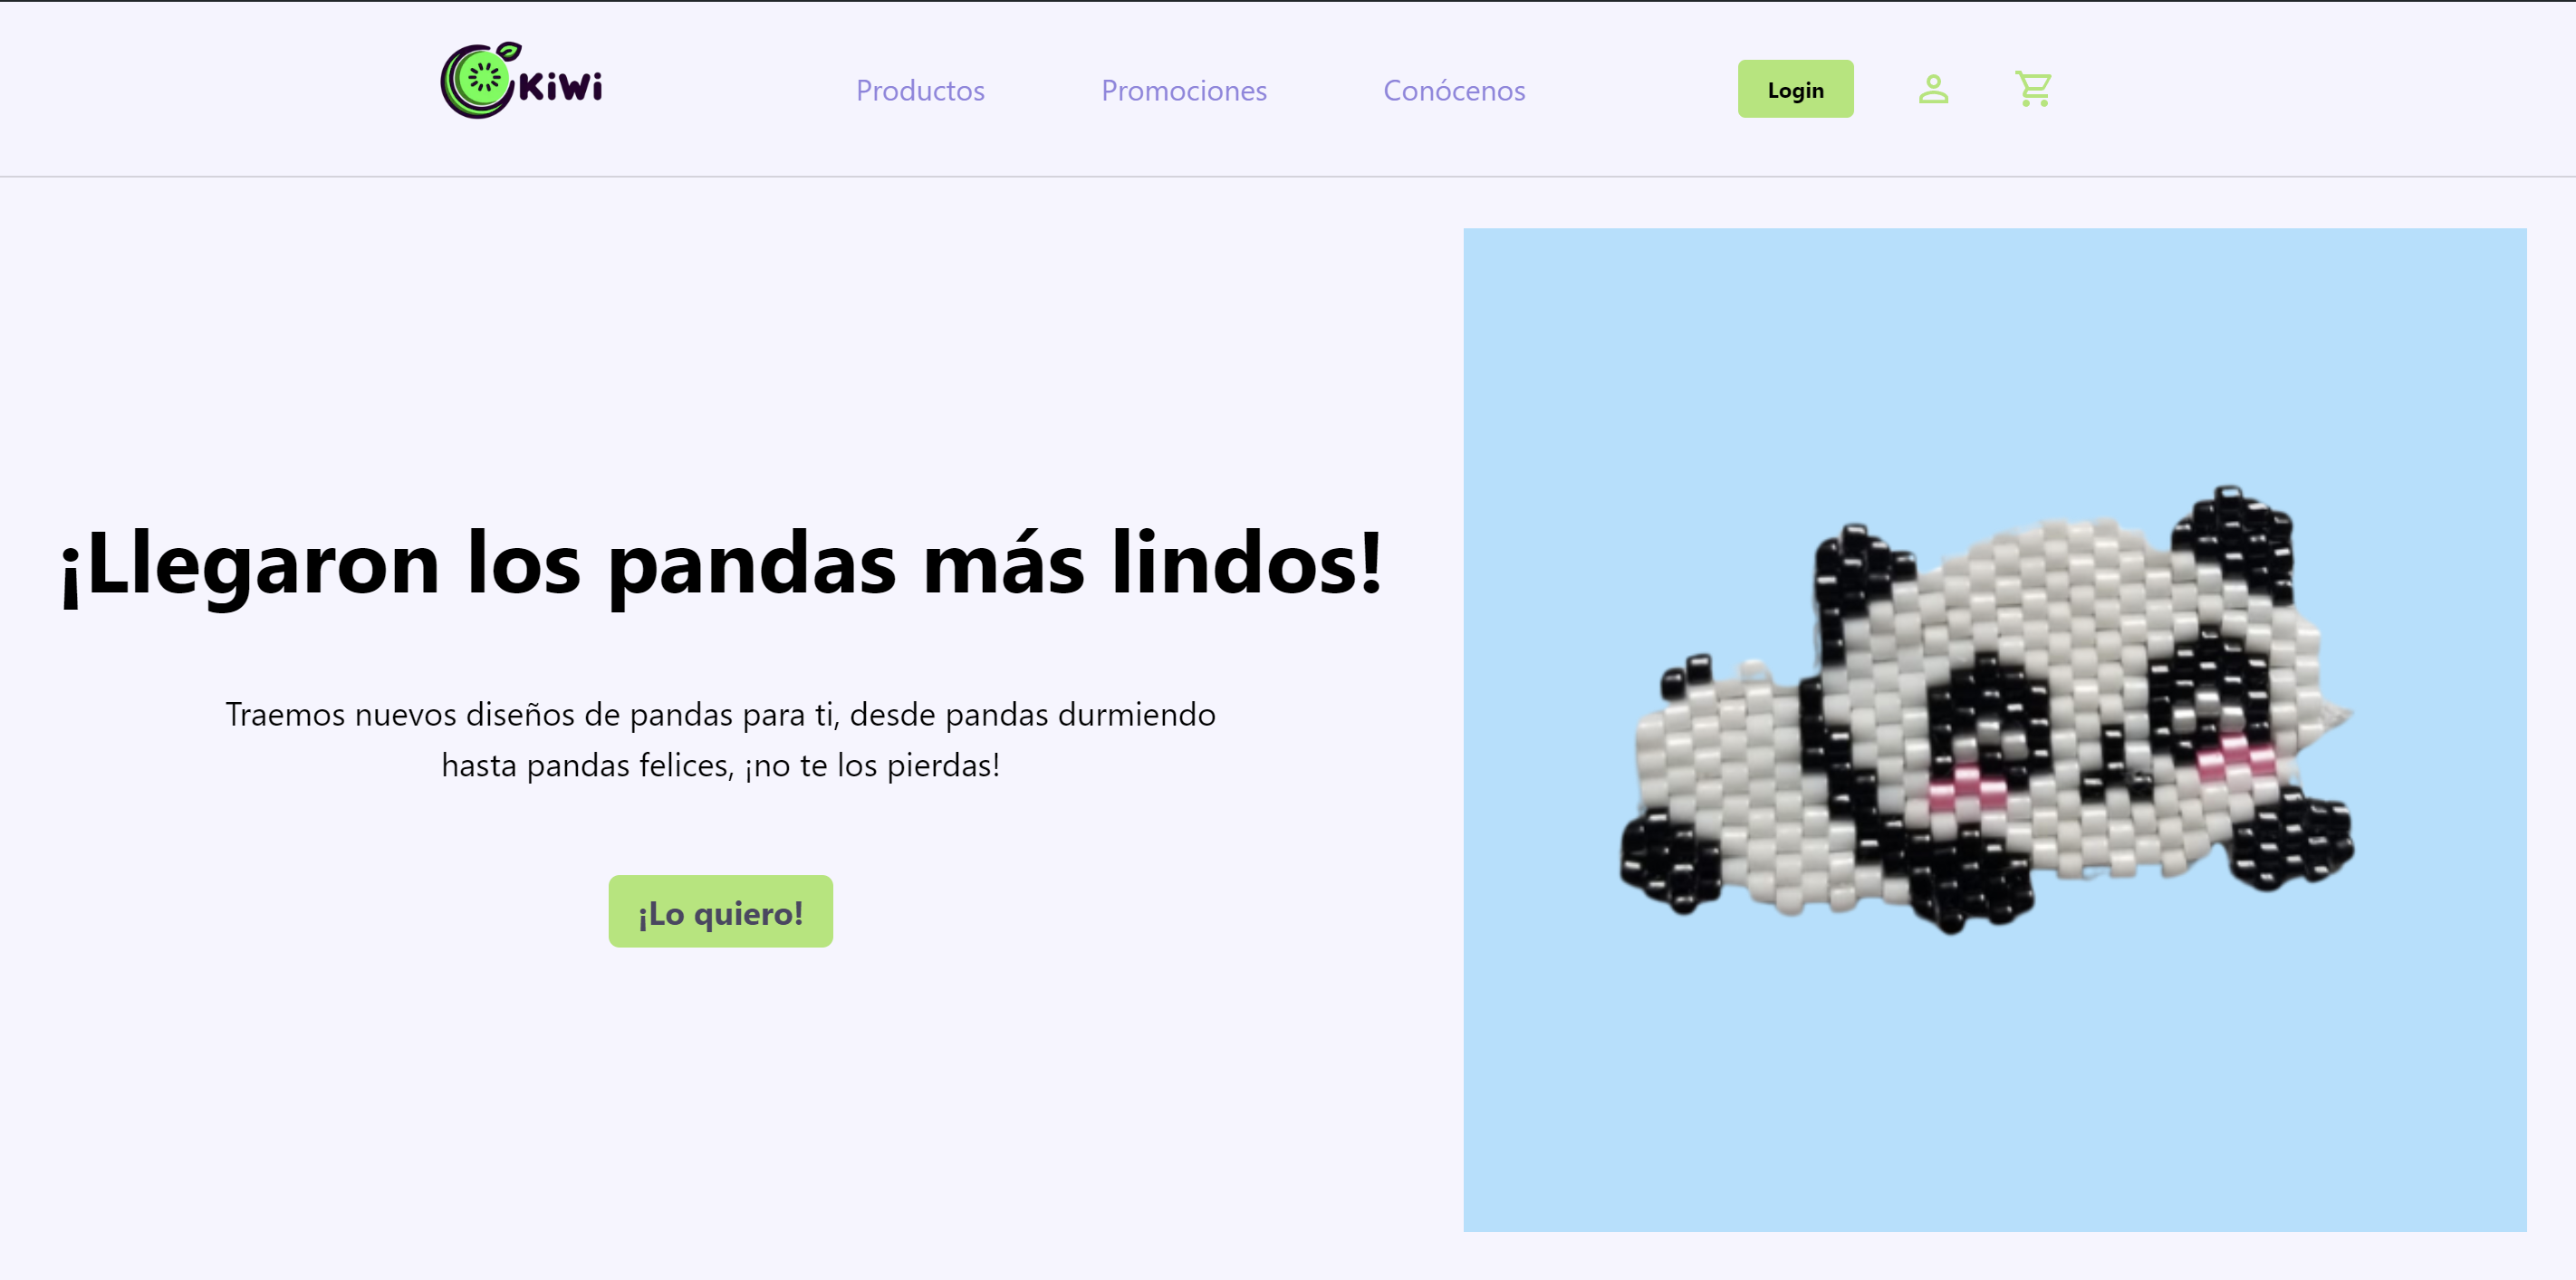 KiWi
Productos
Promociones
Conócenos
Login
¡Llegaron los pandas más lindos!
Traemos nuevos diseños de pandas para ti, desde pandas durmiendo
hasta pandas felices, ¡no te los pierdas!
¡Lo quiero!